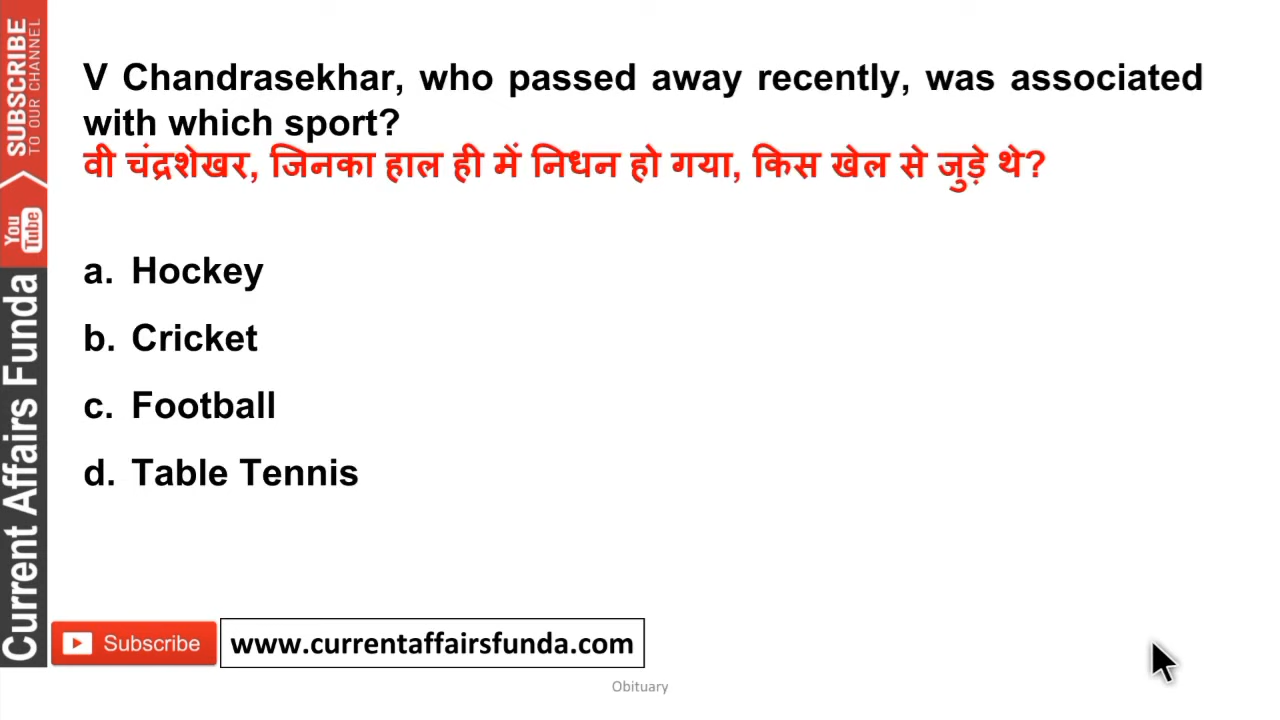 V Chandrasekhar, who passed away recently, was associated
with which sport?
वी चंद्रशेखर, जिनका हाल ही में निधन हो गया, किस खेल से जुड़े थे?
a. Hockey
b. Cricket
c. Football
d. Table Tennis
SUBSCRIBE
TO OUR CHANNEL
You
Tube
Current Affairs Funda
Subscribe
www.currentaffairsfunda.com
Obituary